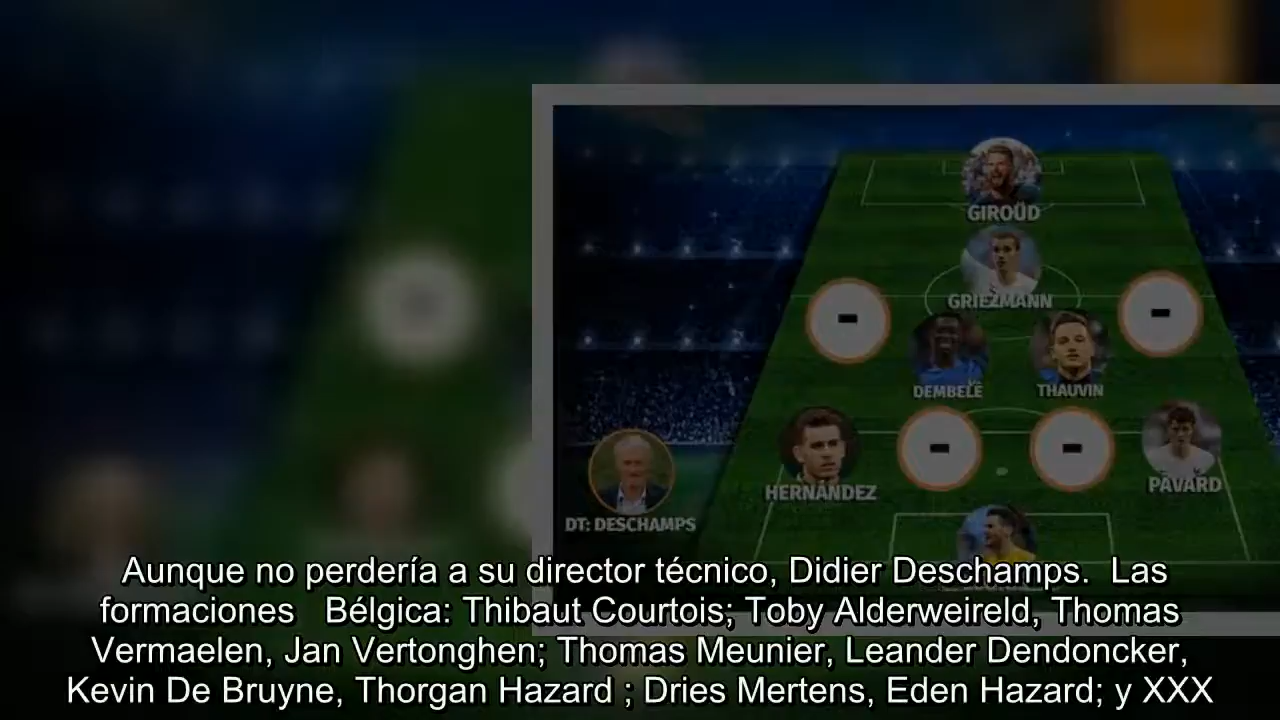 GIROUD
GRIEZMANN
-
-
DEMBELÉ
THAUVIN
-
-
HERNÁNDEZ
PAVARD
DT: DESCHAMPS
Aunque no perdería a su director técnico, Didier Deschamps. Las
formaciones Bélgica: Thibaut Courtois; Toby Alderweireld, Thomas
Vermaelen, Jan Vertonghen; Thomas Meunier, Leander Dendoncker,
Kevin De Bruyne, Thorgan Hazard ; Dries Mertens, Eden Hazard; y XXX